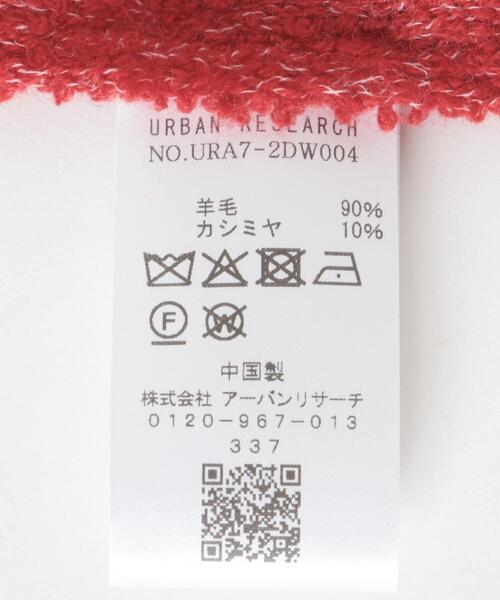 URBAN RESEARCH
NO.URA7-2DW004
羊毛 90%
カシミヤ 10%
F
W
中国製
株式会社 アーバンリサーチ
0120-967-013
337